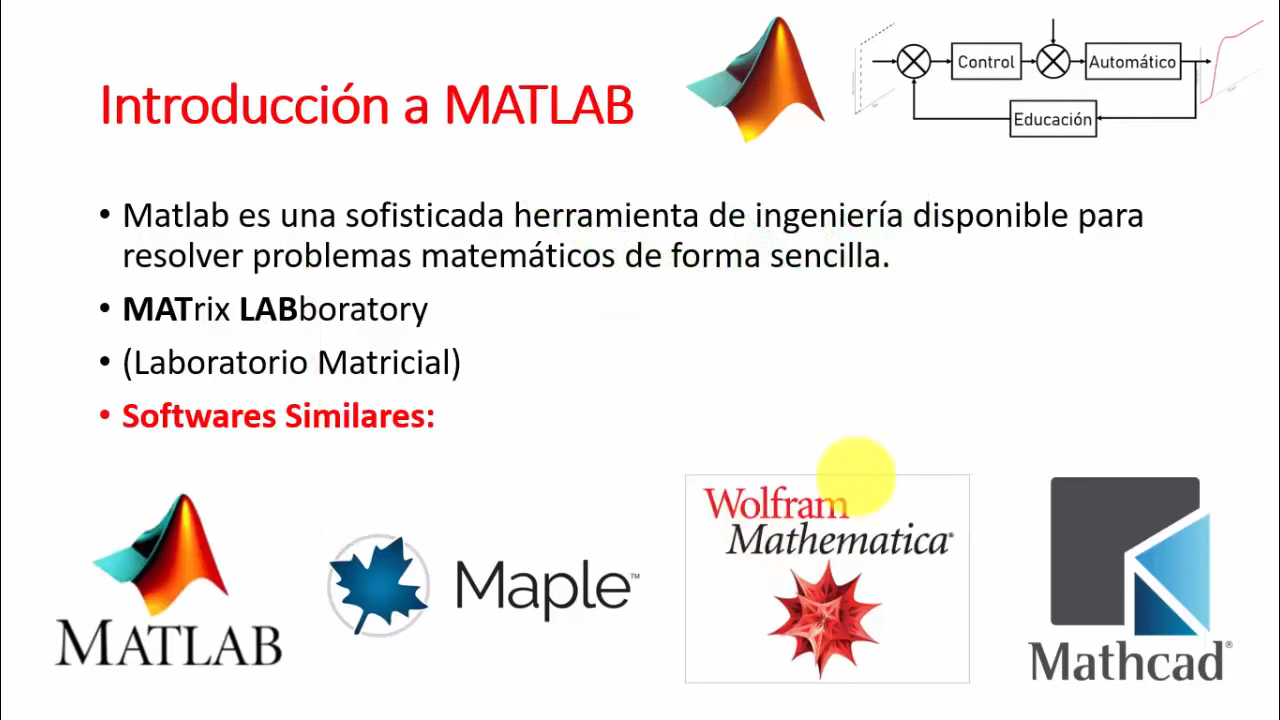 Introducción a MATLAB
Control
Automático
Educación
• Matlab es una sofisticada herramienta de ingeniería disponible para
resolver problemas matemáticos de forma sencilla.
• MATrix LABboratory
• (Laboratorio Matricial)
• Softwares Similares:
MATLAB
Maple™
Wolfram
Mathematica®
Mathcad®